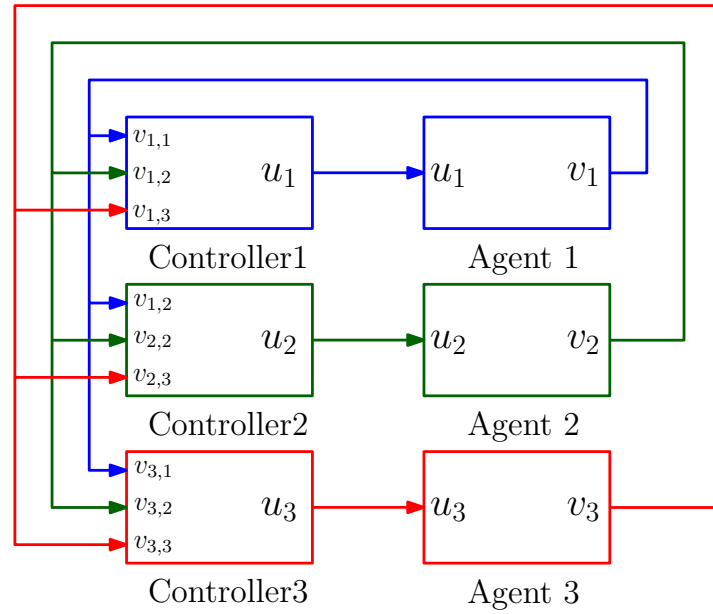 v1,1
v1,2
v1,3
u1
u1
v1
Controller1
Agent 1
v1,2
v2,2
v2,3
u2
u2
v2
Controller2
Agent 2
v3,1
v3,2
v3,3
u3
u3
v3
Controller3
Agent 3